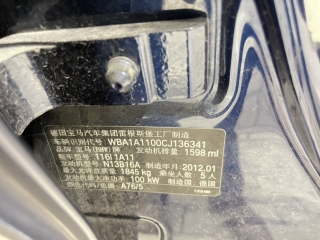 德国宝马汽车集团雷根斯堡工厂制造
车辆识别代号: WBA1A1100CJ136341
品牌: 宝马(BMW)牌 发动机排量: 1598 ml
整车型号: 116i 1A11
发动机型号: N13B16A 制造年月: 2012.01
最大允许总质量: 1845 kg 乘坐人数: 5 人
发动机最大净功率: 100 kW 制造国: 德国
颜色/内饰: A76/5